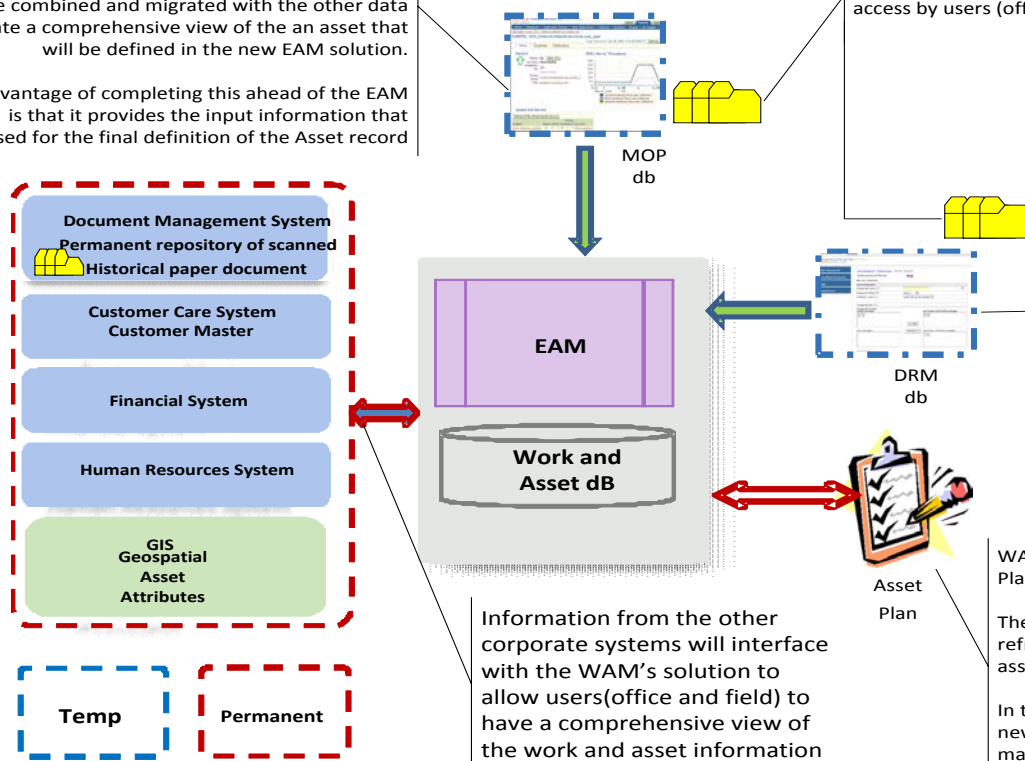 e combined and migrated with the other data
ate a comprehensive view of the an asset that
will be defined in the new EAM solution.
vantage of completing this ahead of the EAM
is that it provides the input information that
sed for the final definition of the Asset record
access by users (off
MOP
db
Document Management System
Permanent repository of scanned
Historical paper document
Customer Care System
Customer Master
Financial System
Human Resources System
GIS
Geospatial
Asset
Attributes
EAM
Work and
Asset dB
DRM
db
Asset
Plan
WA
Pla
The
refr
ass
In t
nev
ma
Information from the other
corporate systems will interface
with the WAM's solution to
allow users(office and field) to
have a comprehensive view of
the work and asset information
Temp
Permanent